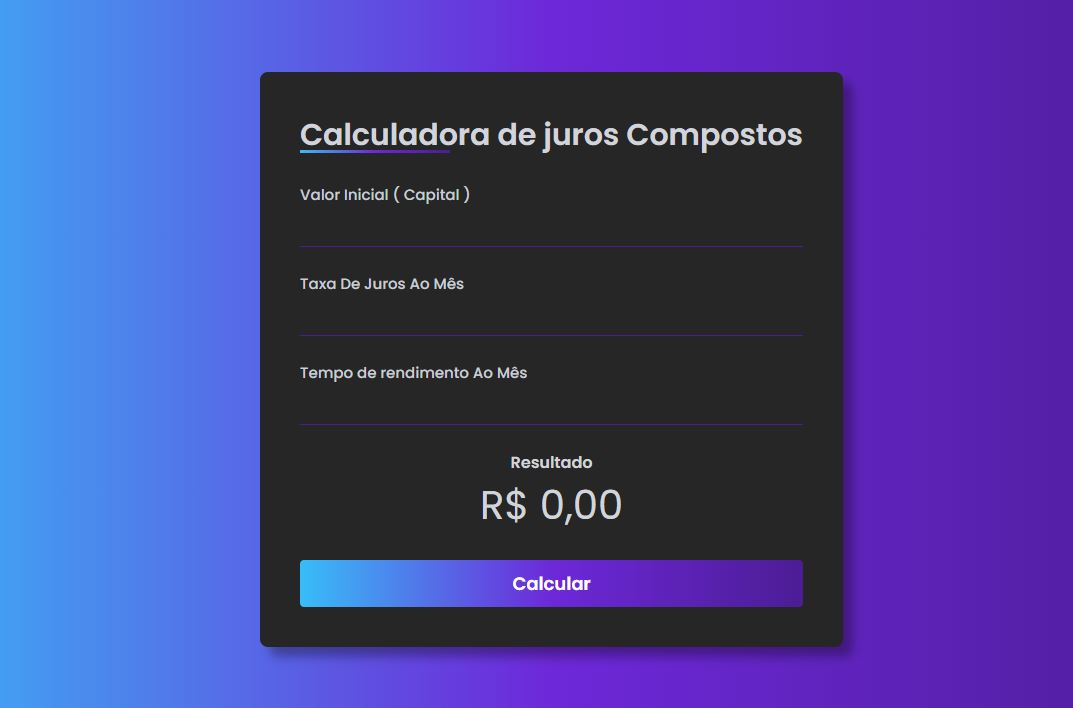 Calculadora de juros Compostos
Valor Inicial ( Capital )
Taxa De Juros Ao Mês
Tempo de rendimento Ao Mês
Resultado
R$ 0,00
Calcular